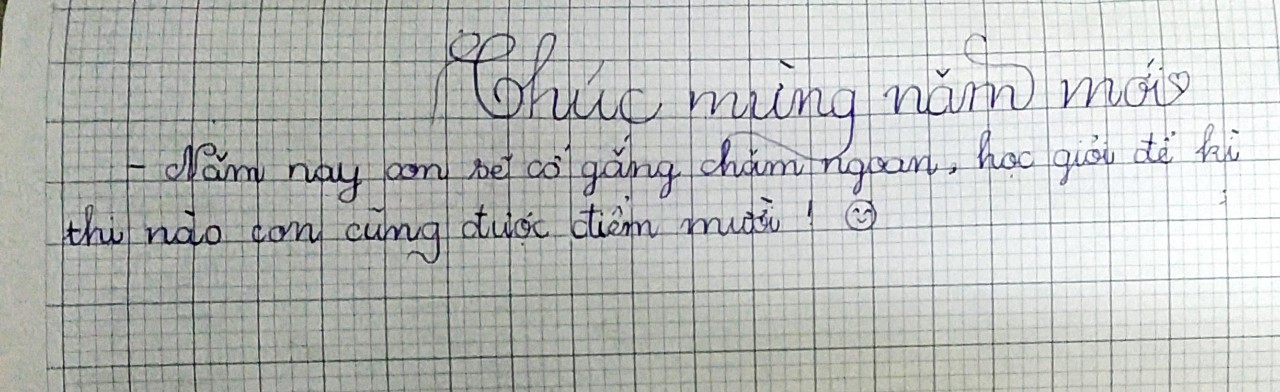 Chúc mừng năm mới
- Năm nay con sẽ cố gắng chăm ngoan, học giỏi để kì
thi nào con cũng được điểm mười ! ☺